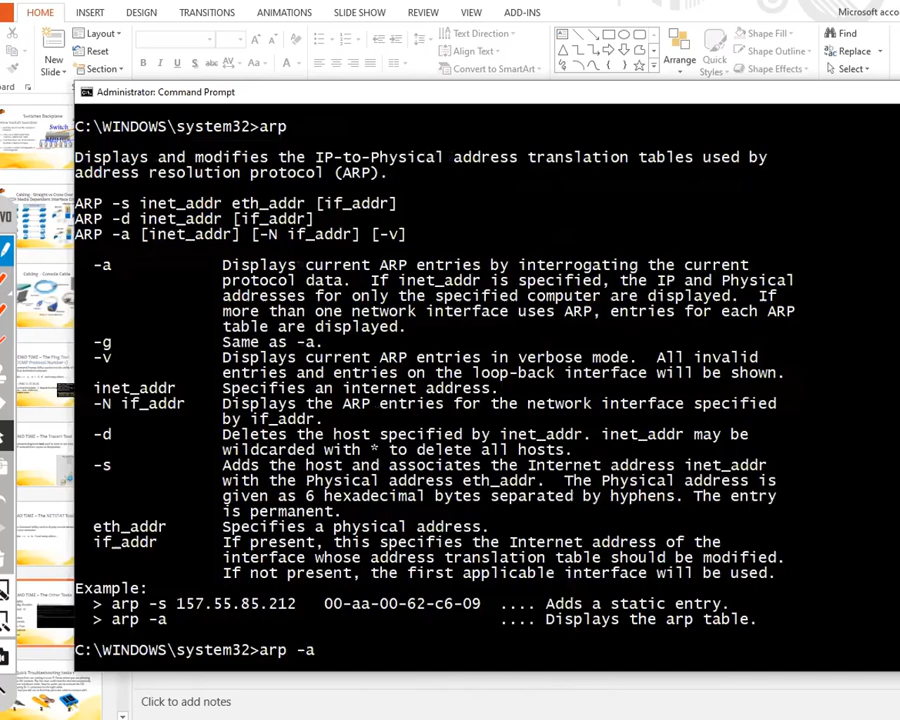 HOME INSERT DESIGN TRANSITIONS ANIMATIONS SLIDE SHOW REVIEW VIEW ADD-INS Microsoft acco
Layout Text Direction Shape Fill Find
New Slide Reset Align Text Arrange Quick Styles Shape Outline Replace
Section B I U S abc AV Aa A Convert to SmartArt Shape Effects Select
Administrator: Command Prompt
C:\WINDOWS\system32>arp
Displays and modifies the IP-to-Physical address translation tables used by
address resolution protocol (ARP).
ARP -s inet_addr eth_addr [if_addr]
ARP -d inet_addr [if_addr]
ARP -a [inet_addr] [-N if_addr] [-v]
-a Displays current ARP entries by interrogating the current
protocol data. If inet_addr is specified, the IP and Physical
addresses for only the specified computer are displayed. If
more than one network interface uses ARP, entries for each ARP
table are displayed.
-g Same as -a.
-v Displays current ARP entries in verbose mode. All invalid
entries and entries on the loop-back interface will be shown.
inet_addr Specifies an internet address.
-N if_addr Displays the ARP entries for the network interface specified
by if_addr.
-d Deletes the host specified by inet_addr. inet_addr may be
wildcarded with * to delete all hosts.
-s Adds the host and associates the Internet address inet_addr
with the Physical address eth_addr. The Physical address is
given as 6 hexadecimal bytes separated by hyphens. The entry
is permanent.
eth_addr Specifies a physical address.
if_addr If present, this specifies the Internet address of the
interface whose address translation table should be modified.
If not present, the first applicable interface will be used.
Example:
> arp -s 157.55.85.212 00-aa-00-62-c6-09 .... Adds a static entry.
> arp -a .... Displays the arp table.
C:\WINDOWS\system32>arp -a
Click to add notes